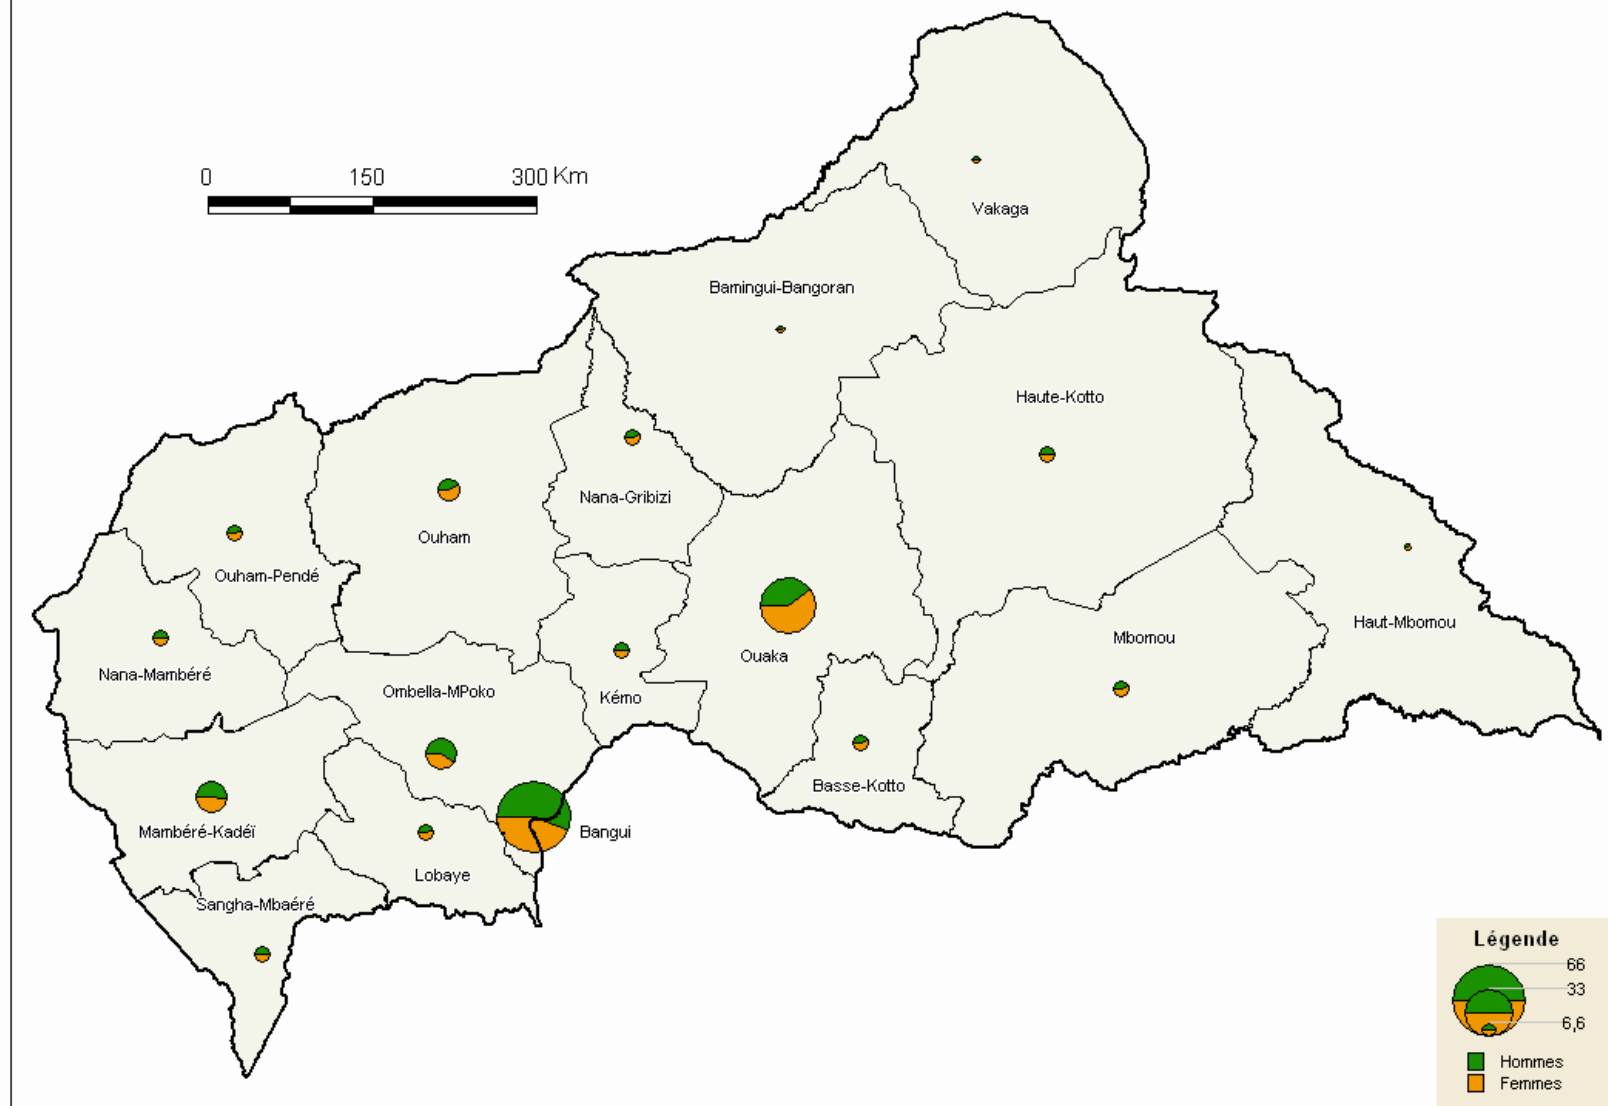 0 150 300 Km
Vakaga
Bamingui-Bangoran
Haute-Kotto
Nana-Gribizi
Ouham
Ouham-Pendé
Haut-Mbomou
Mbomou
Ouaka
Nana-Mambéré
Ombella-MPoko
Kémo
Basse-Kotto
Mambéré-Kadéï
Bangui
Lobaye
Sangha-Mbaéré
Légende
66
33
6,6
Hommes
Femmes